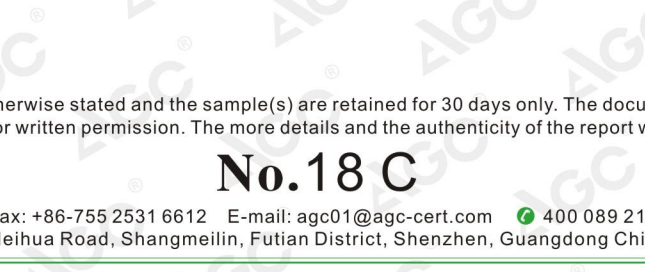 herwise stated and the sample(s) are retained for 30 days only. The docu
or written permission. The more details and the authenticity of the report w
No.18 C
ax: +86-755 2531 6612 E-mail: agc01@agc-cert.com 400 089 21
eihua Road, Shangmeilin, Futian District, Shenzhen, Guangdong Chi